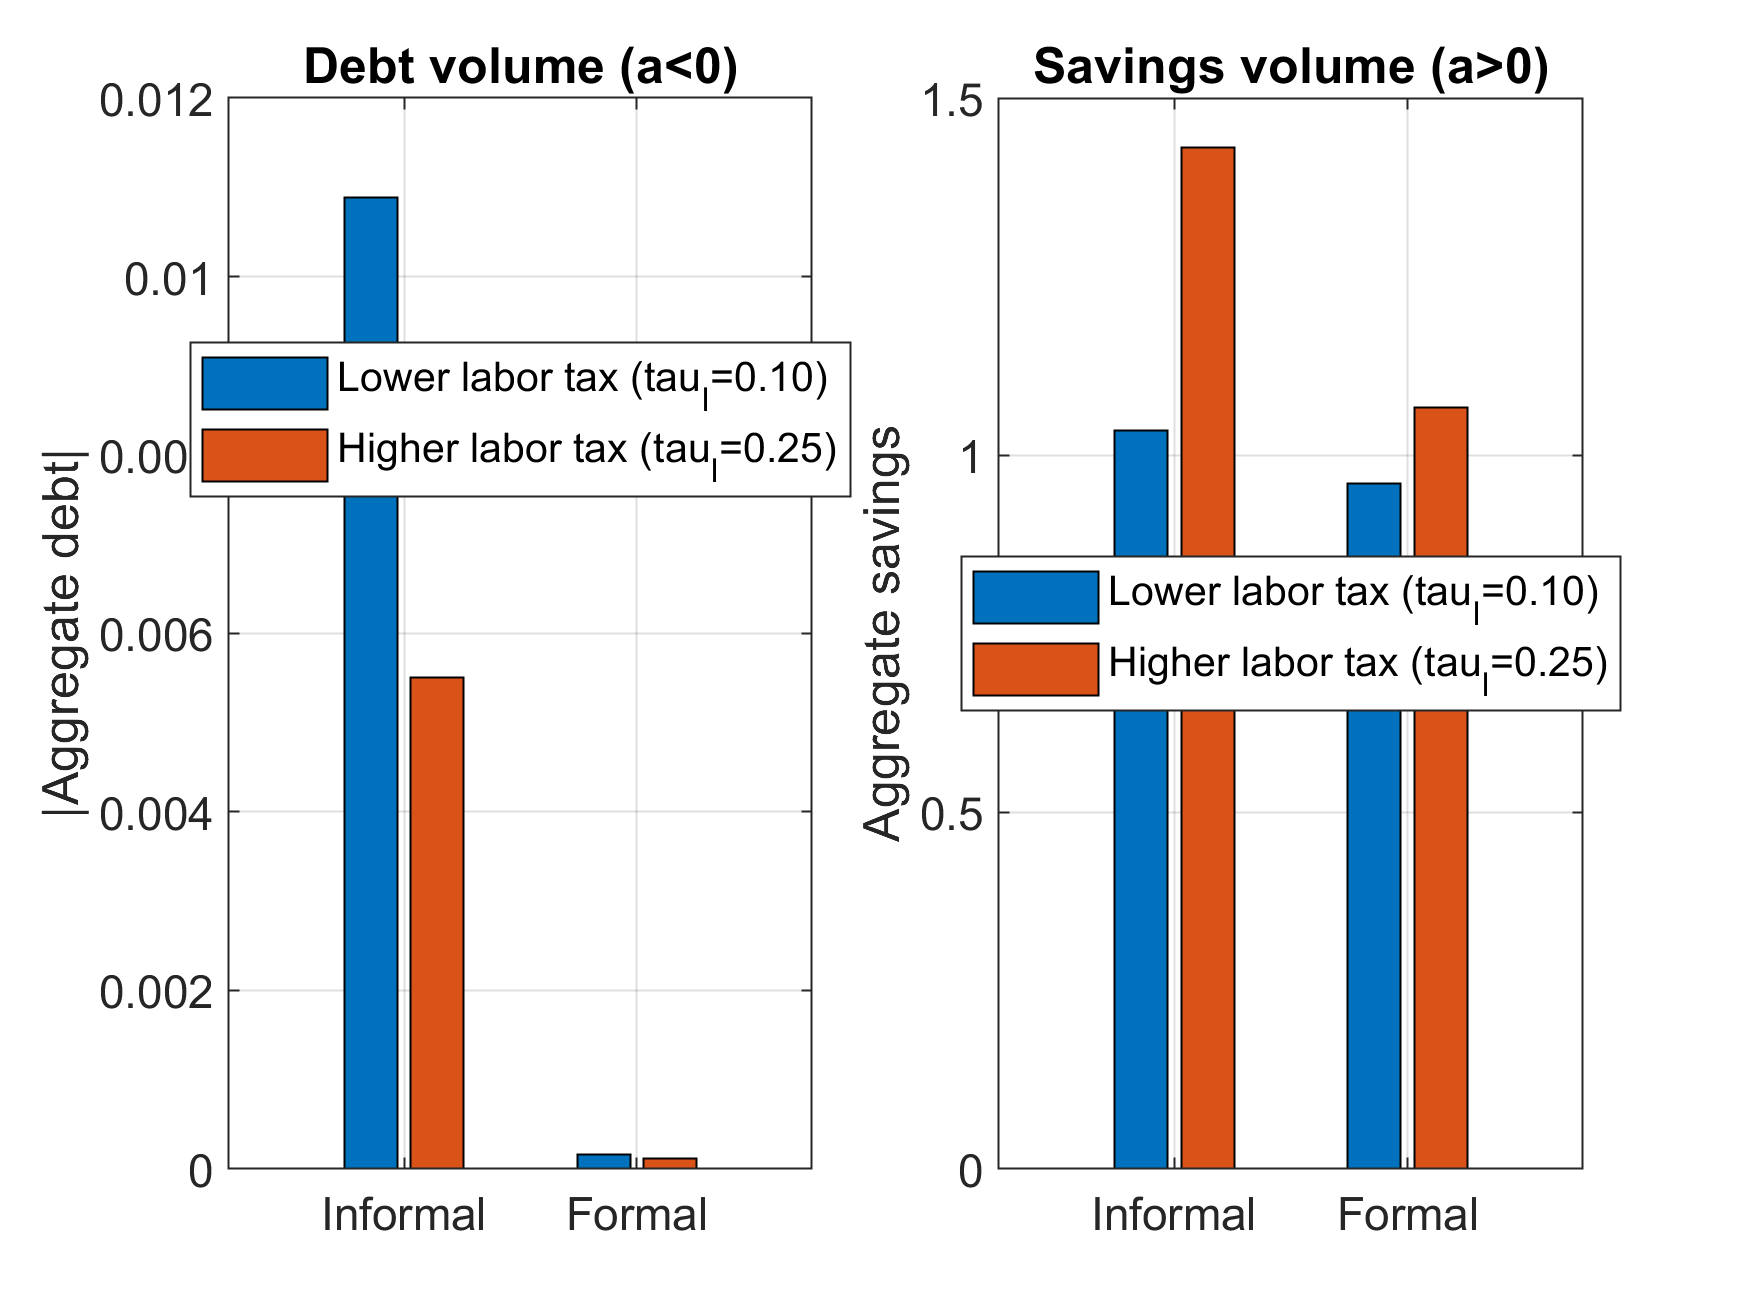 Debt volume (a<0)
|Aggregate debt|
0.012
0.01
0.00
0.006
0.004
0.002
0
Lower labor tax (tau_l=0.10)
Higher labor tax (tau_l=0.25)
Informal Formal
Savings volume (a>0)
Aggregate savings
1.5
1
0.5
0
Lower labor tax (tau_l=0.10)
Higher labor tax (tau_l=0.25)
Informal Formal